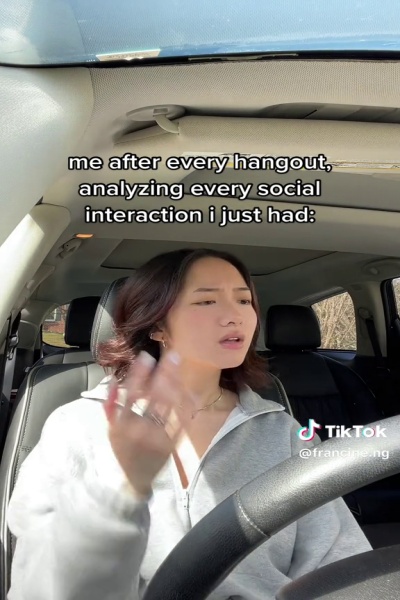 me after every hangout,
analyzing every social
interaction i just had:
TikTok
@francine.ng